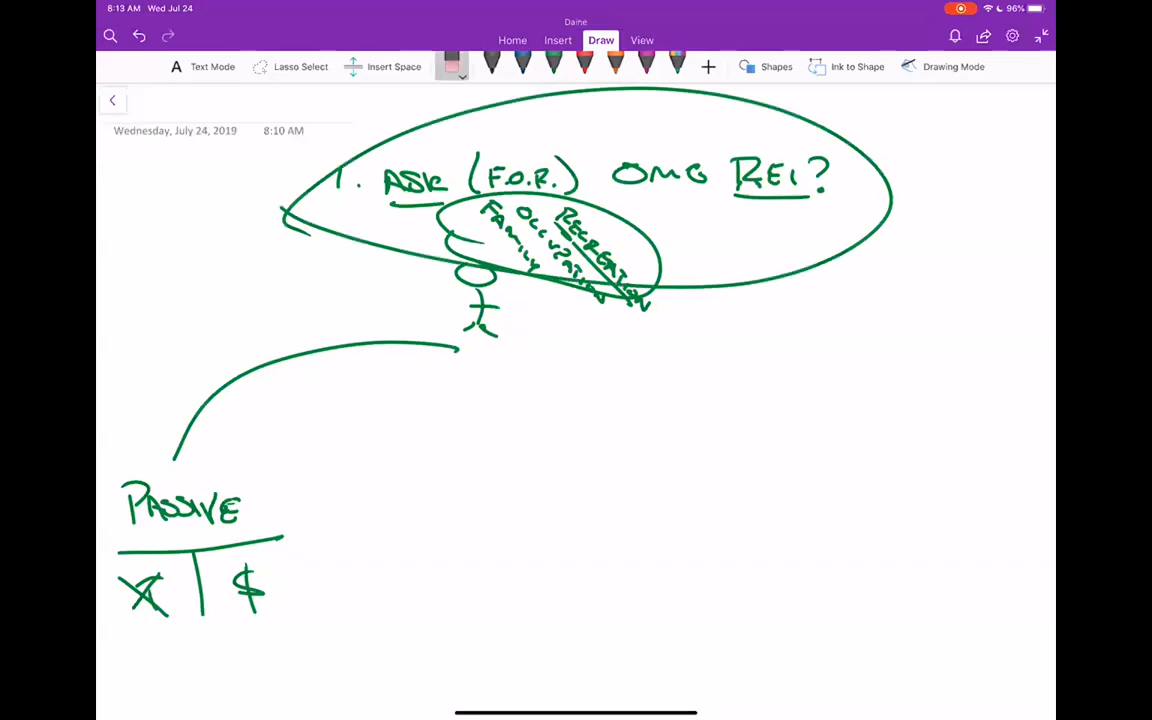 8:13 AM Wed Jul 24
96%
Daine
Home Insert Draw View
Text Mode Lasso Select Insert Space Shapes Ink to Shape Drawing Mode
Wednesday, July 24, 2019 8:10 AM
1. ASK (F.O.R.) OMG REI?
FAMILY
OCCUPATION
RECREATION
PASSIVE
$